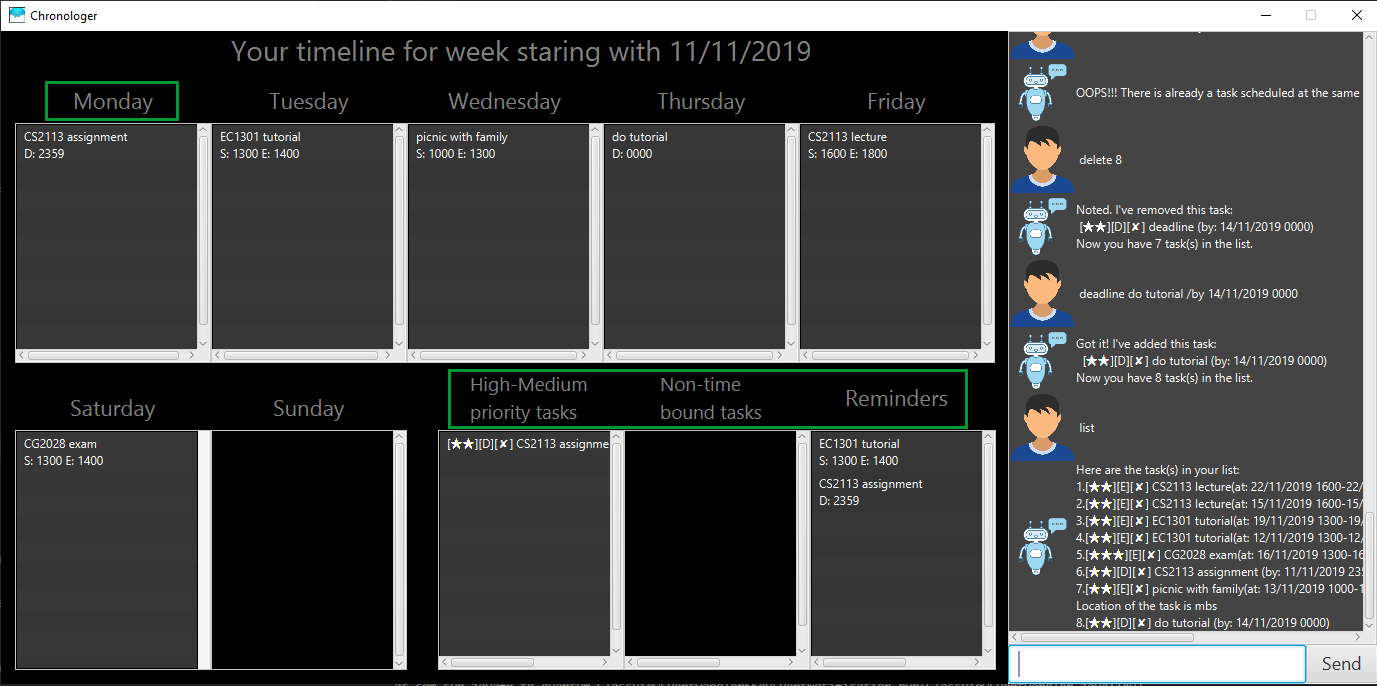 Chronologer
Your timeline for week staring with 11/11/2019
Monday
Tuesday
Wednesday
Thursday
Friday
CS2113 assignment
D: 2359
EC1301 tutorial
S: 1300 E: 1400
picnic with family
S: 1000 E: 1300
do tutorial
D: 0000
CS2113 lecture
S: 1600 E: 1800
Saturday
Sunday
High-Medium
priority tasks
Non-time
bound tasks
Reminders
CG2028 exam
S: 1300 E: 1400
[★★][D][✘] CS2113 assignme
EC1301 tutorial
S: 1300 E: 1400
CS2113 assignment
D: 2359
OOPS!!! There is already a task scheduled at the same
delete 8
Noted. I've removed this task:
[★★][D][✘] deadline (by: 14/11/2019 0000)
Now you have 7 task(s) in the list.
deadline do tutorial /by 14/11/2019 0000
Got it! I've added this task:
[★★][D][✘] do tutorial (by: 14/11/2019 0000)
Now you have 8 task(s) in the list.
list
Here are the task(s) in your list:
1.[★★][E][✘] CS2113 lecture(at: 22/11/2019 1600-22/
2.[★★][E][✘] CS2113 lecture(at: 15/11/2019 1600-15/
3.[★★][E][✘] EC1301 tutorial(at: 19/11/2019 1300-19/
4.[★★][E][✘] EC1301 tutorial(at: 12/11/2019 1300-12/
5.[★★★][E][✘] CG2028 exam(at: 16/11/2019 1300-16
6.[★★][D][✘] CS2113 assignment (by: 11/11/2019 235
7.[★★][E][✘] picnic with family(at: 13/11/2019 1000-1
Location of the task is mbs
8.[★★][D][✘] do tutorial (by: 14/11/2019 0000)
Send